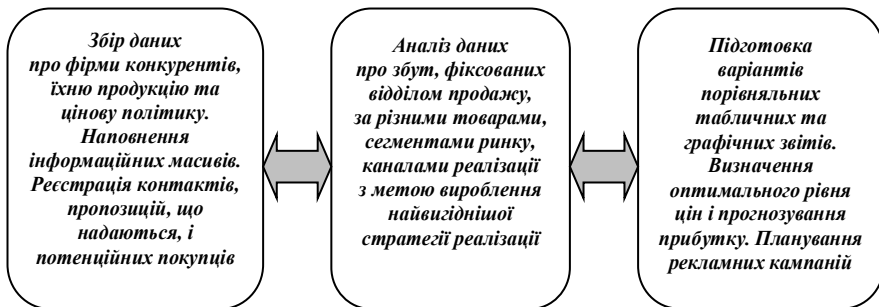 Збір даних
про фірми конкурентів,
їхню продукцію та
цінову політику.
Наповнення
інформаційних масивів.
Реєстрація контактів,
пропозицій, що
надаються, і
потенційних покупців
Аналіз даних
про збут, фіксованих
відділом продажу,
за різними товарами,
сегментами ринку,
каналами реалізації
з метою вироблення
найвигіднішої
стратегії реалізації
Підготовка
варіантів
порівняльних
табличних та
графічних звітів.
Визначення
оптимального рівня
цін і прогнозування
прибутку. Планування
рекламних кампаній